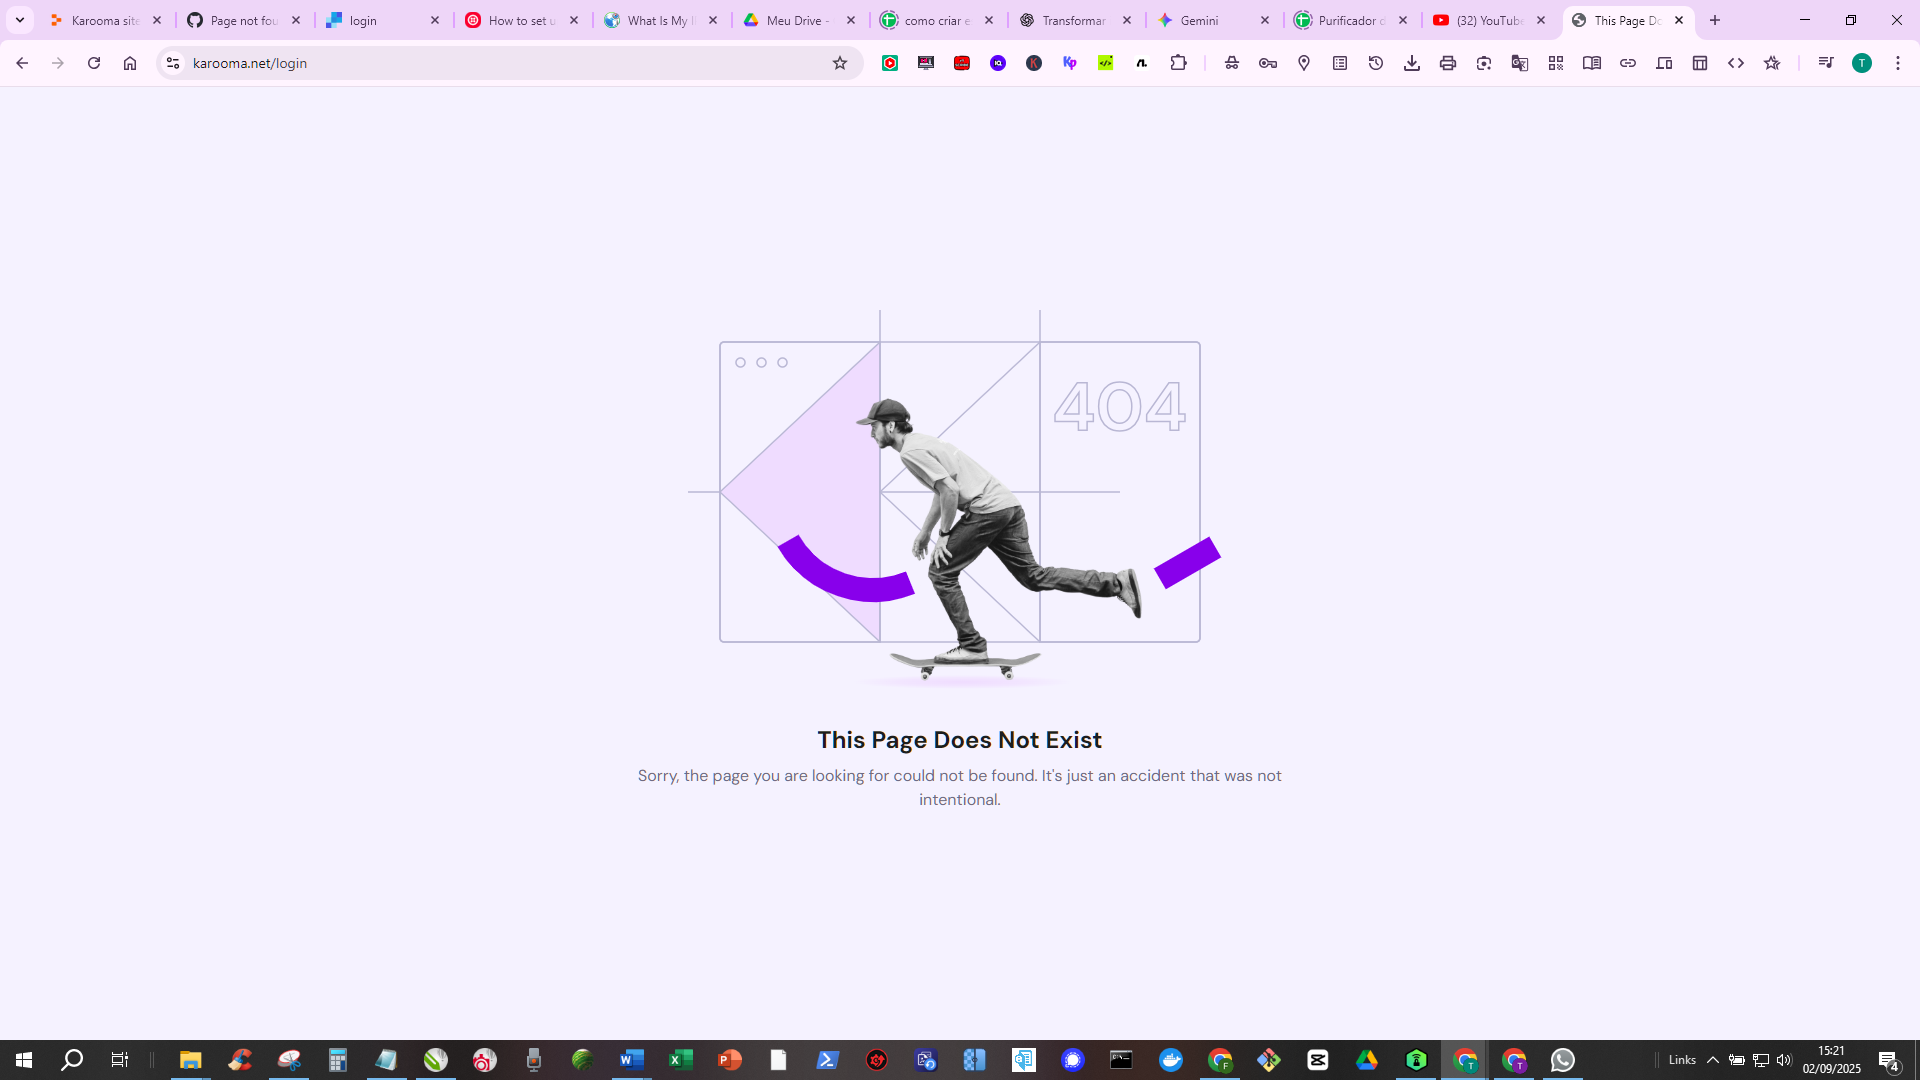 Karooma site
Page not fou
login
How to set u
What Is My I
Meu Drive -
como criar e
Transformar
Gemini
Purificador d
(32) YouTube
This Page Do
karooma.net/login
T
404
This Page Does Not Exist
Sorry, the page you are looking for could not be found. It's just an accident that was not
intentional.
Links
15:21
02/09/2025
4